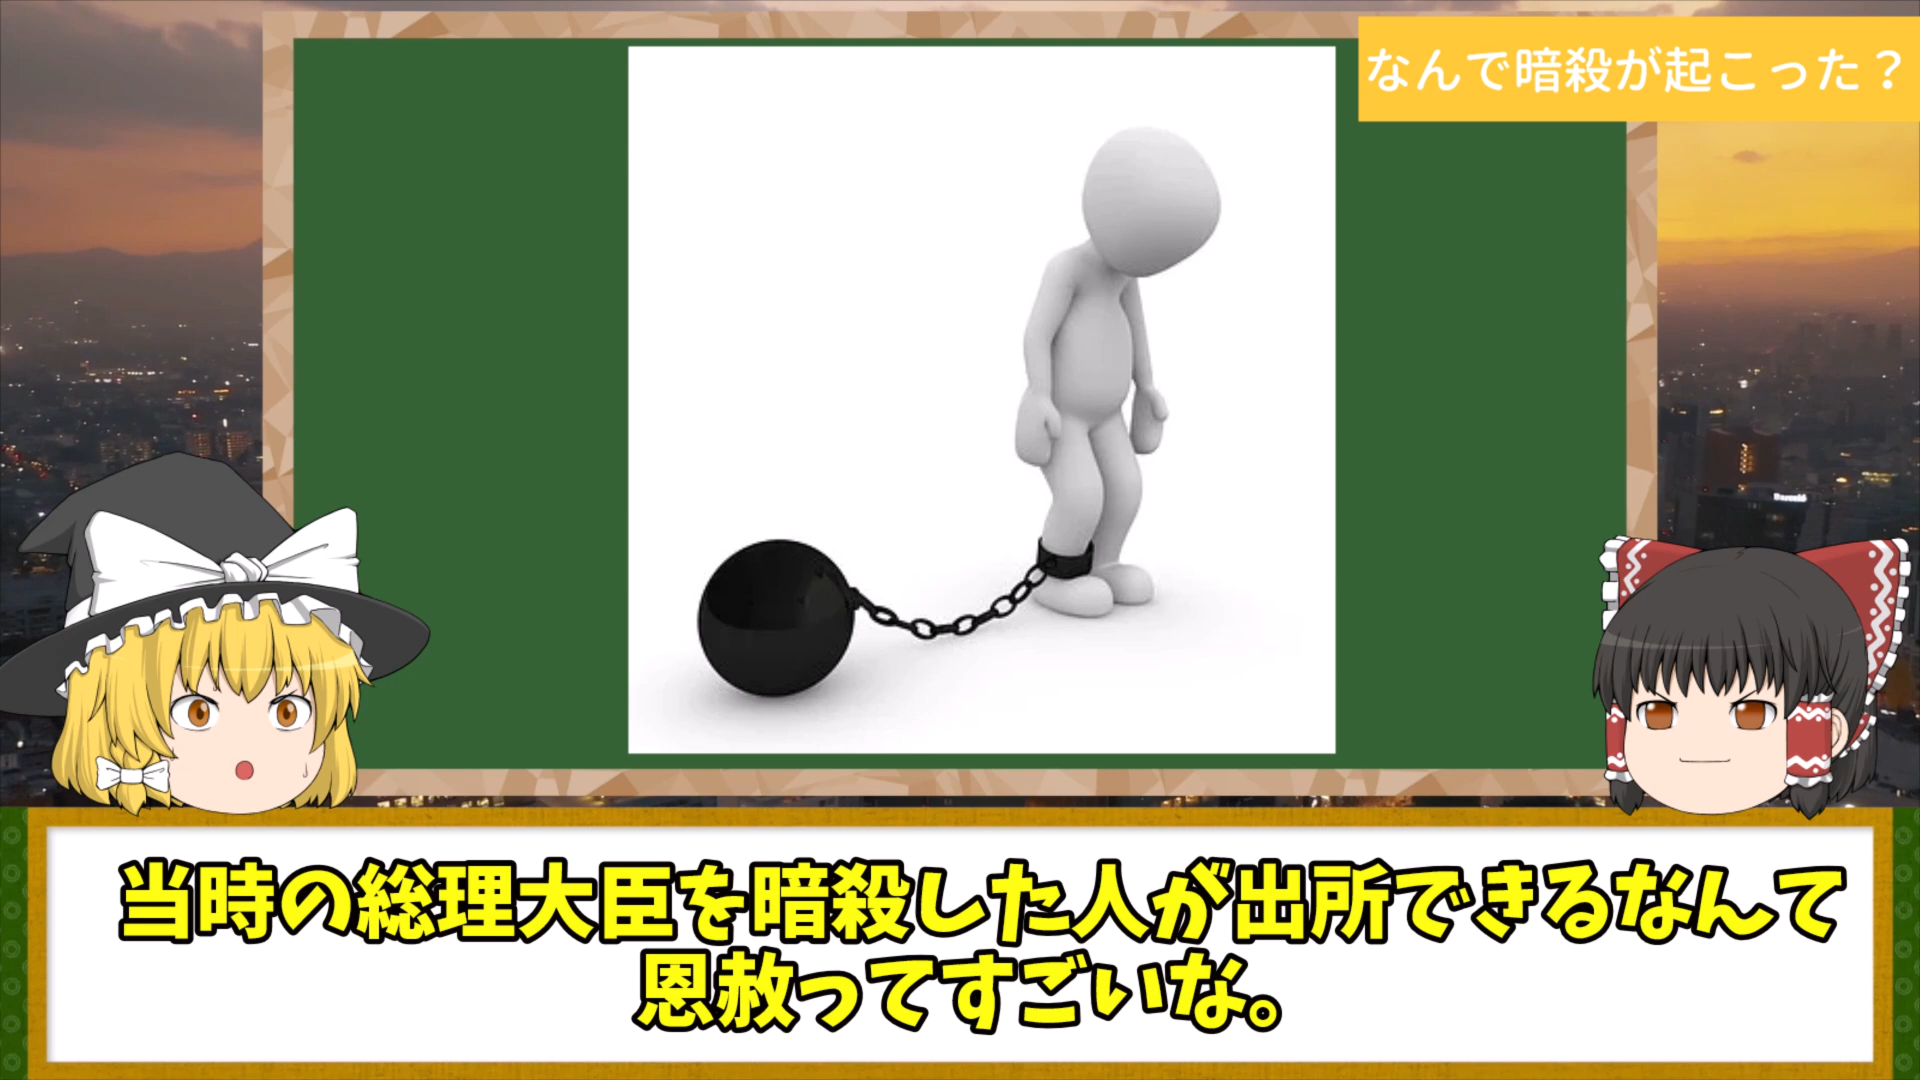 なんで暗殺が起こった？
当時の総理大臣を暗殺した人が出所できるなんて
恩赦ってすごいな。